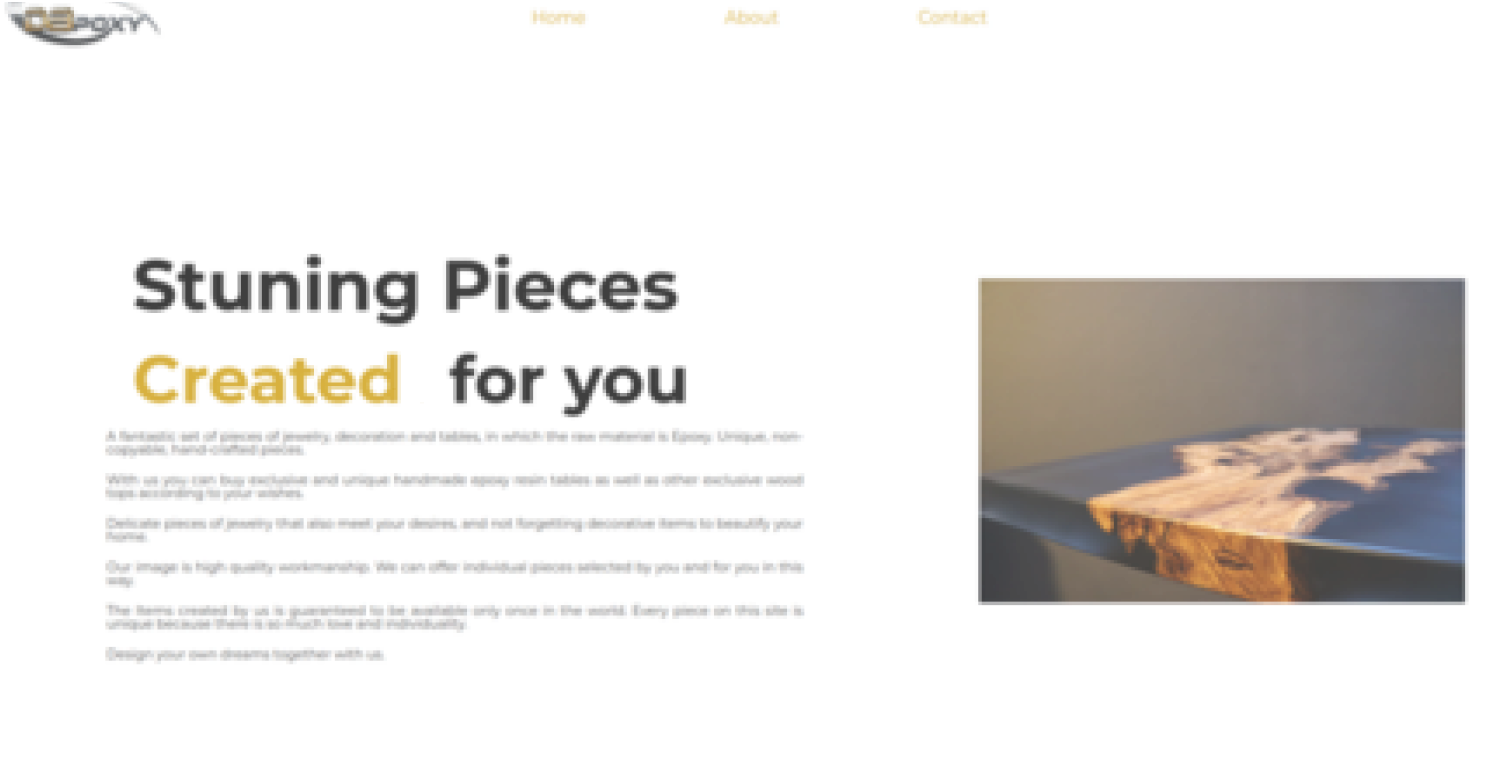 POXY
Home About Contact
Stuning Pieces
Created for you
A fantastic set of pieces of jewelry, decoration and tables, in which the raw material is Epoxy. Unique, non-
copyable, hand-crafted pieces.
With us you can buy exclusive and unique handmade epoxy resin tables as well as other exclusive wood
tops according to your wishes.
Delicate pieces of jewelry that also meet your desires, and not forgetting decorative items to beautify your
home.
Our image is high quality workmanship. We can offer individual pieces selected by you and for you in this
way.
The items created by us is guaranteed to be available only once in the world. Every piece on this site is
unique because there is so much love and individuality.
Design your own dreams together with us.